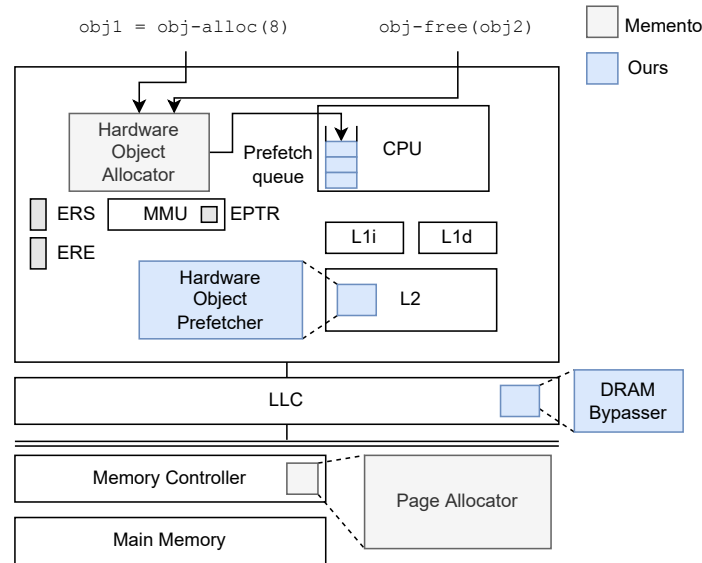 obj1 = obj-alloc(8)
obj-free(obj2)
Memento
Ours
Hardware
Object
Allocator
Prefetch
queue
CPU
ERS
MMU
EPTR
ERE
L1i
L1d
Hardware
Object
Prefetcher
L2
LLC
DRAM
Bypasser
Memory Controller
Page Allocator
Main Memory